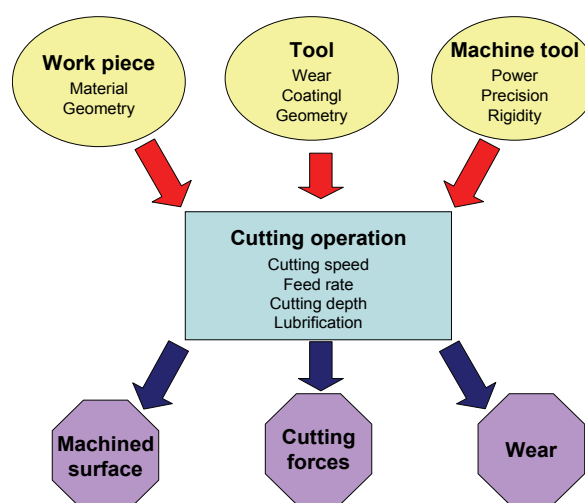 Work piece
Material
Geometry
Tool
Wear
Coatingl
Geometry
Machine tool
Power
Precision
Rigidity
Cutting operation
Cutting speed
Feed rate
Cutting depth
Lubrification
Machined
surface
Cutting
forces
Wear